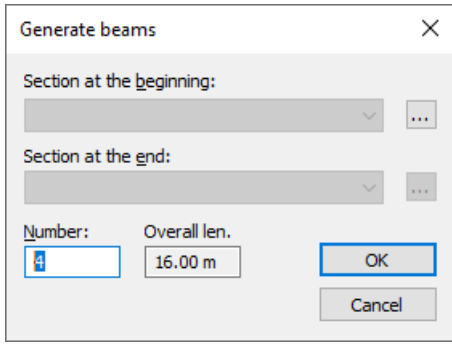 Generate beams
Section at the beginning:
...
Section at the end:
...
Number: Overall len.
4 16.00 m OK
Cancel